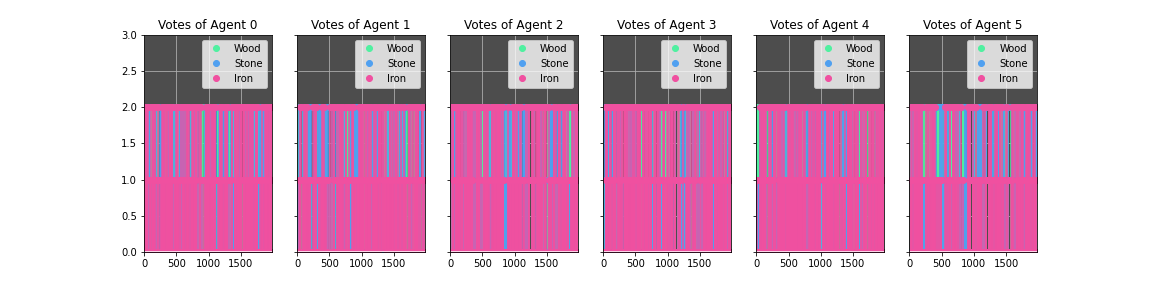 Votes of Agent 0
Wood
Stone
Iron
3.0
2.5
2.0
1.5
1.0
0.5
0.0
0 500 1000 1500
Votes of Agent 1
Wood
Stone
Iron
0 500 1000 1500
Votes of Agent 2
Wood
Stone
Iron
0 500 1000 1500
Votes of Agent 3
Wood
Stone
Iron
0 500 1000 1500
Votes of Agent 4
Wood
Stone
Iron
0 500 1000 1500
Votes of Agent 5
Wood
Stone
Iron
0 500 1000 1500